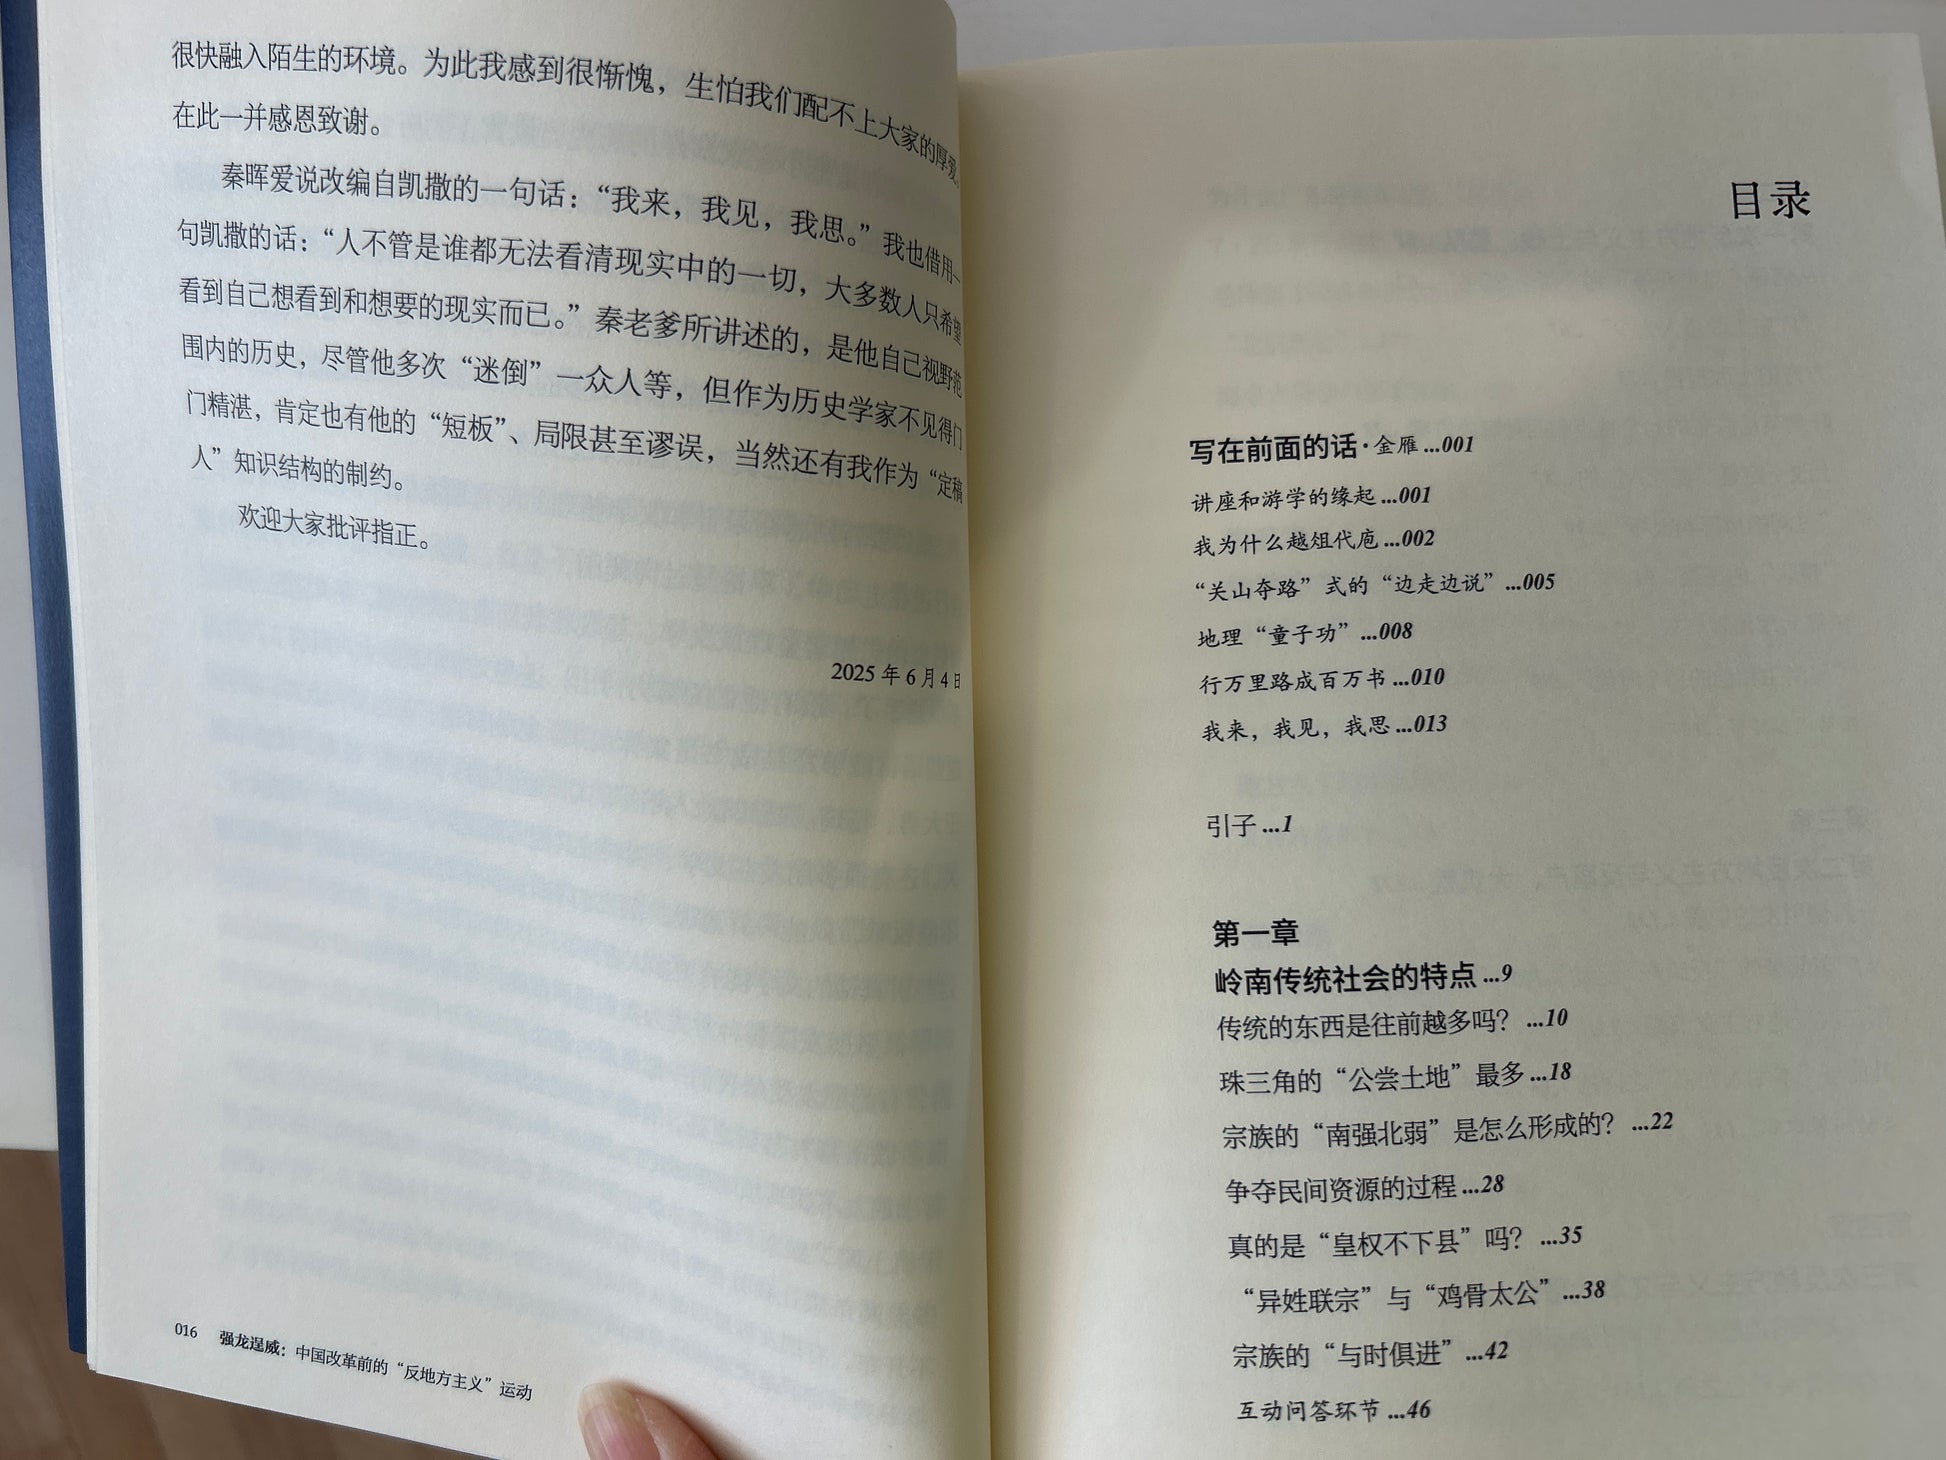 很快融入陌生的环境。为此我感到很惭愧，生怕我们配不上大家的厚爱。
在此一并感恩致谢。
秦晖爱说改编自凯撒的一句话：“我来，我见，我思。”我也借用一
句凯撒的话：“人不管是谁都无法看清现实中的一切，大多数人只希望
看到自己想看到和想要的现实而已。”秦老爹所讲述的，是他自己视野范
围内的历史，尽管他多次“迷倒”一众人等，但作为历史学家不见得门
门精湛，肯定也有他的“短板”、局限甚至谬误，当然还有我作为“定稿
人”知识结构的制约。
欢迎大家批评指正。
2025 年 6 月 4 日
016 强龙逞威：中国改革前的“反地方主义”运动
目录
写在前面的话·金雁 ...001
讲座和游学的缘起 ...001
我为什么越俎代庖 ...002
“关山夺路”式的“边走边说” ...005
地理“童子功” ...008
行万里路成百万书 ...010
我来，我见，我思 ...013
引子 ...1
第一章
岭南传统社会的特点 ...9
传统的东西是往前越多吗？ ...10
珠三角的“公尝土地”最多 ...18
宗族的“南强北弱”是怎么形成的？ ...22
争夺民间资源的过程 ...28
真的是“皇权不下县”吗？ ...35
“异姓联宗”与“鸡骨太公” ...38
宗族的“与时俱进” ...42
互动问答环节 ...46